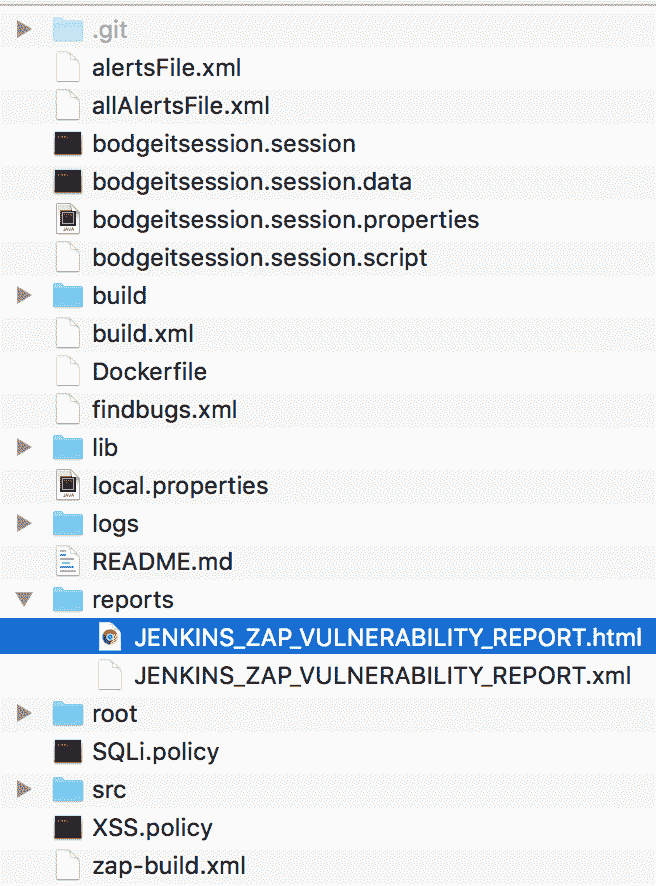 .git
alertsFile.xml
allAlertsFile.xml
bodgeitsession.session
bodgeitsession.session.data
bodgeitsession.session.properties
bodgeitsession.session.script
build
build.xml
Dockerfile
findbugs.xml
lib
local.properties
logs
README.md
reports
JENKINS_ZAP_VULNERABILITY_REPORT.html
JENKINS_ZAP_VULNERABILITY_REPORT.xml
root
SQLi.policy
src
XSS.policy
zap-build.xml